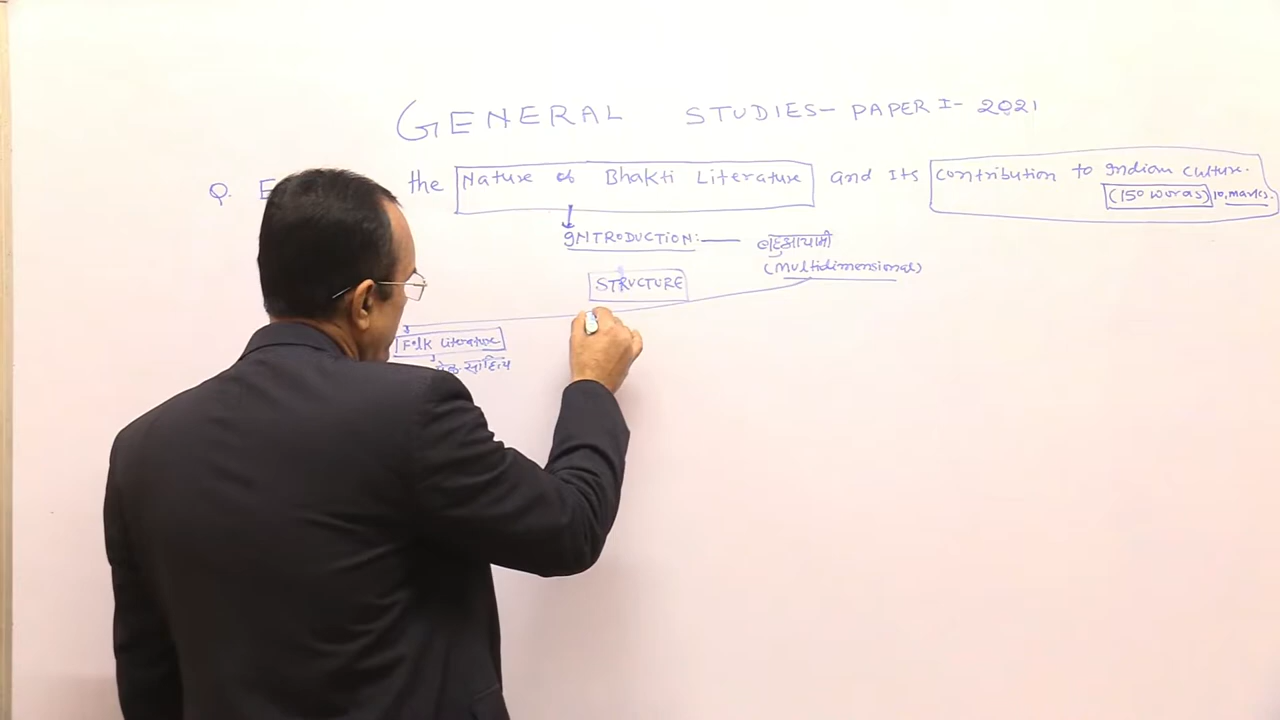 GENERAL STUDIES- PAPER I- 2021
Q. E the Nature of Bhakti Literature and Its contribution to Indian culture.
(150 words) 10, marks.
INTRODUCTION:— बहुआयामी
(Multidimensional)
STRUCTURE
Folk Literature
साहित्य